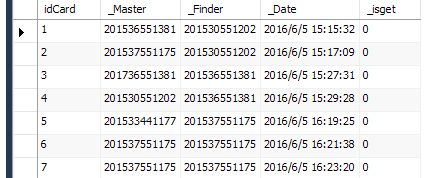 idCard _Master _Finder _Date _isget
1 201536551381 201530551202 2016/6/5 15:15:32 0
2 201537551175 201530551202 2016/6/5 15:17:09 0
3 201736551381 201536551381 2016/6/5 15:27:31 0
4 201530551202 201536551381 2016/6/5 15:29:28 0
5 201533441177 201537551175 2016/6/5 16:19:25 0
6 201537551175 201537551175 2016/6/5 16:21:38 0
7 201537551175 201537551175 2016/6/5 16:23:20 0